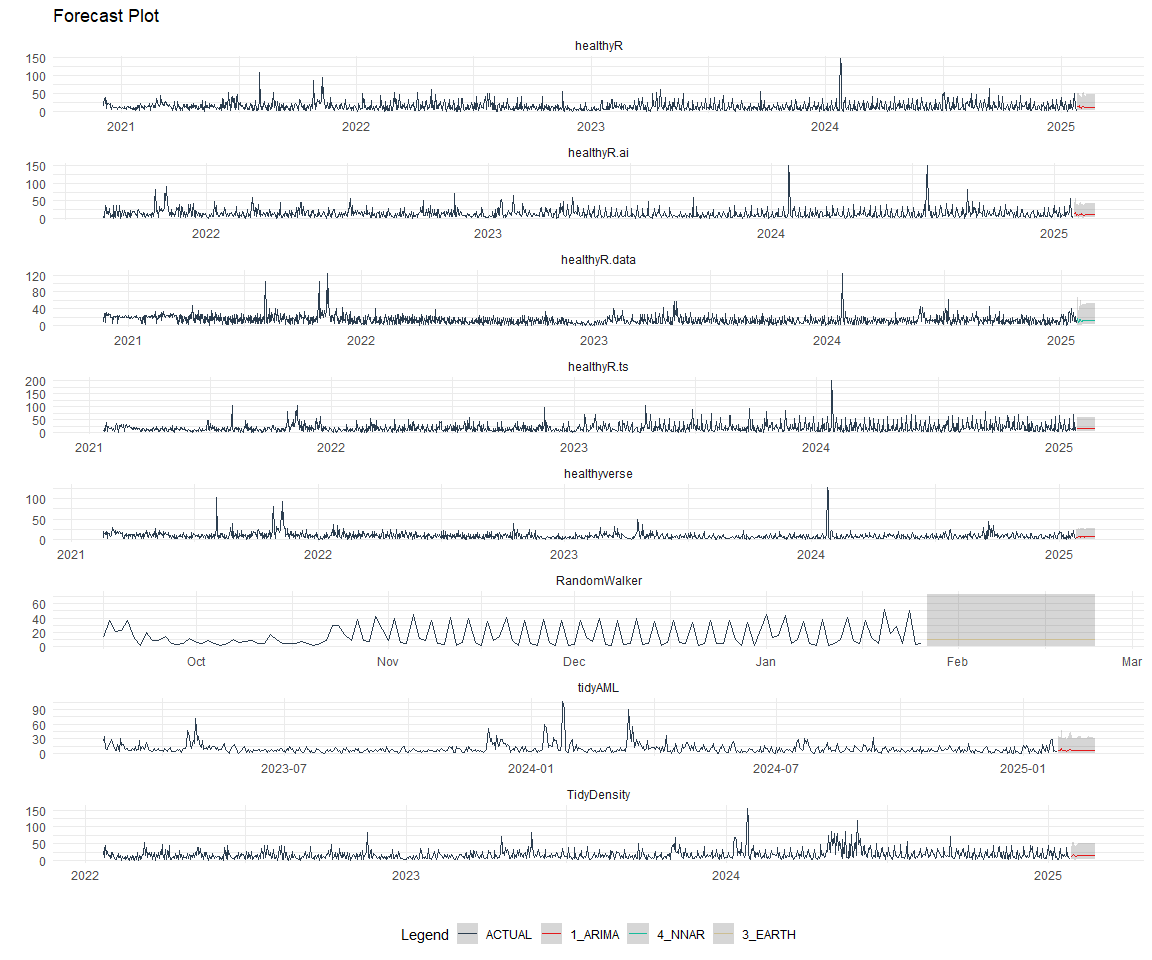 Forecast Plot
healthyR
150
100
50
0
2021 2022 2023 2024 2025
healthyR.ai
150
100
50
0
2022 2023 2024 2025
healthyR.data
120
80
40
0
2021 2022 2023 2024 2025
healthyR.ts
200
150
100
50
0
2021 2022 2023 2024 2025
healthyverse
100
50
0
2021 2022 2023 2024 2025
RandomWalker
60
40
20
0
Oct Nov Dec Jan Feb Mar
tidyAML
90
60
30
0
2023-07 2024-01 2024-07 2025-01
TidyDensity
150
100
50
0
2022 2023 2024 2025
Legend ACTUAL 1_ARIMA 4_NNAR 3_EARTH